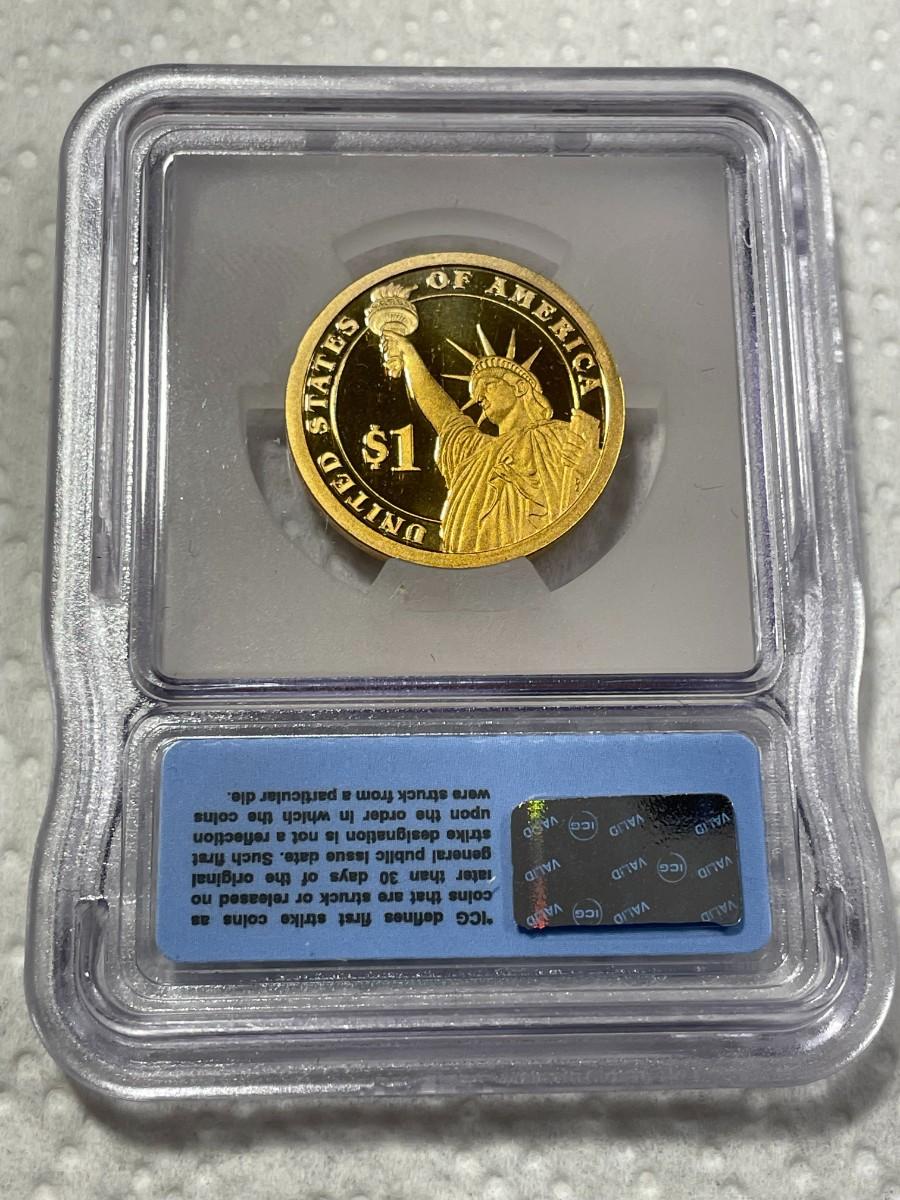 UNITED STATES OF AMERICA
$1
*ICG defines first strike coins as
coins that are struck or released no
later than 30 days of the original
general public issue date. Such first
strike designation is not a reflection
upon the order in which the coins
were struck from a particular die.
VALID ICG VALID VALID
VALID ICG VALID VALID
VALID VALID ICG VALID